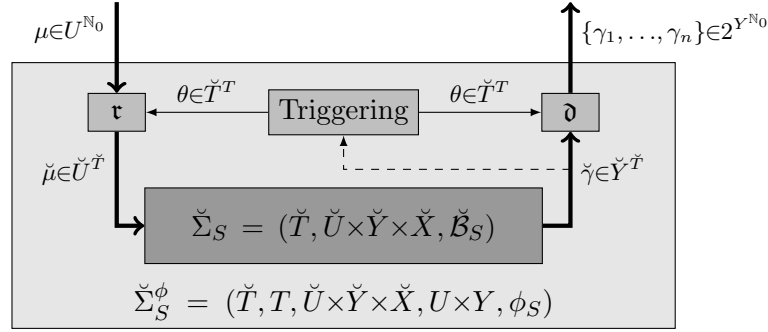 μ∈U^{ℕ₀} {γ₁,…,γₙ}∈2^{Y^{ℕ₀}}
𝔯 θ∈T̆^T Triggering θ∈T̆^T 𝔡
μ̆∈Ŭ^{T̆} γ̆∈Y̆^{T̆}
Σ̆_S = (T̆, Ŭ×Y̆×X̆, ℬ̆_S)
Σ̆_S^ϕ = (T̆, T, Ŭ×Y̆×X̆, U×Y, ϕ_S)